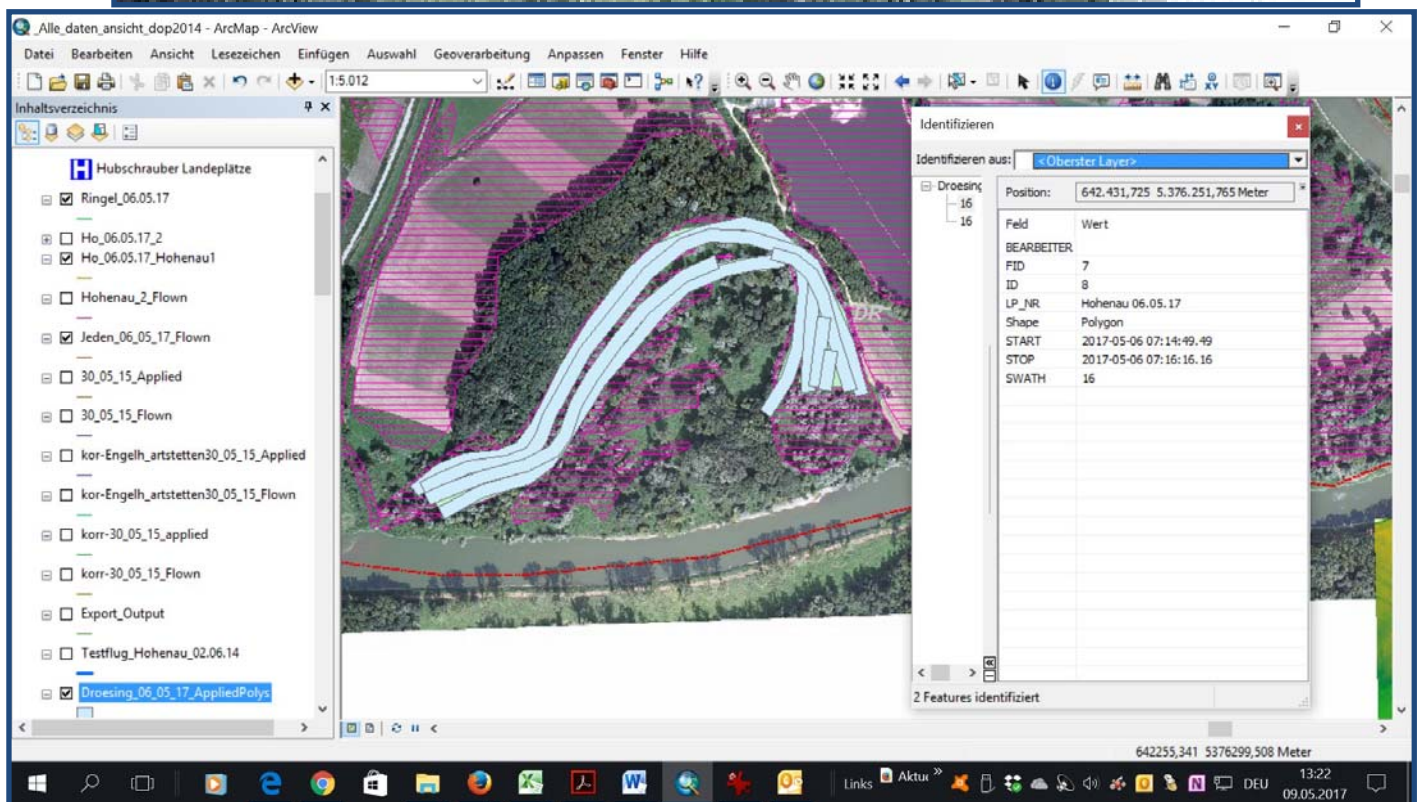 _Alle_daten_ansicht_dop2014 - ArcMap - ArcView
Datei Bearbeiten Ansicht Lesezeichen Einfügen Auswahl Geoverarbeitung Anpassen Fenster Hilfe
1:5.012
Inhaltsverzeichnis
H Hubschrauber Landeplätze
Ringel_06.05.17
Ho_06.05.17_2
Ho_06.05.17_Hohenau1
Hohenau_2_Flown
Jeden_06_05_17_Flown
30_05_15_Applied
30_05_15_Flown
kor-Engelh_artstetten30_05_15_Applied
kor-Engelh_artstetten30_05_15_Flown
korr-30_05_15_applied
korr-30_05_15_Flown
Export_Output
Testflug_Hohenau_02.06.14
Droesing_06_05_17_AppliedPolys
DR
Identifizieren
Identifizieren aus: <Oberster Layer>
Droesing
16
16
Position: 642.431,725 5.376.251,765 Meter
Feld Wert
BEARBEITER
FID 7
ID 8
LP_NR Hohenau 06.05.17
Shape Polygon
START 2017-05-06 07:14:49.49
STOP 2017-05-06 07:16:16.16
SWATH 16
2 Features identifiziert
642255,341 5376299,508 Meter
Links Aktue DEU 13:22
09.05.2017